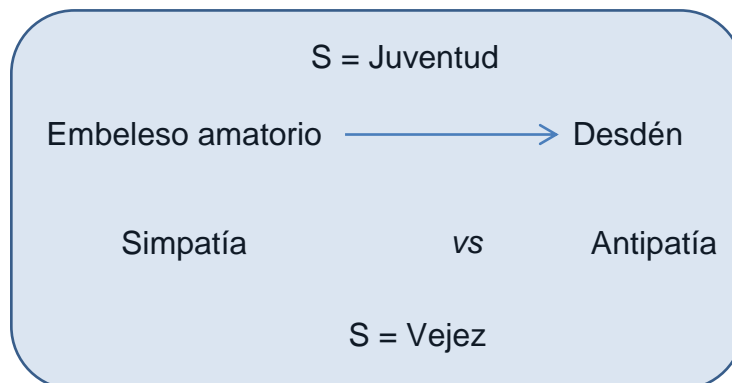 S = Juventud
Embeleso amatorio Desdén
Simpatía vs Antipatía
S = Vejez